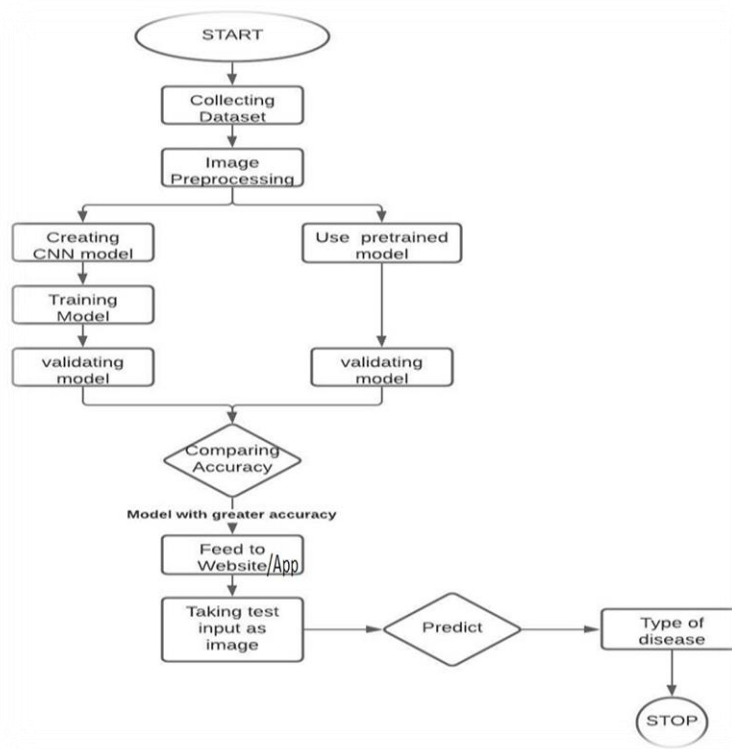 START
Collecting
Dataset
Image
Preprocessing
Creating
CNN model
Use pretrained
model
Training
Model
validating
model
validating
model
Comparing
Accuracy
Model with greater accuracy
Feed to
Website/App
Taking test
input as
image
Predict
Type of
disease
STOP